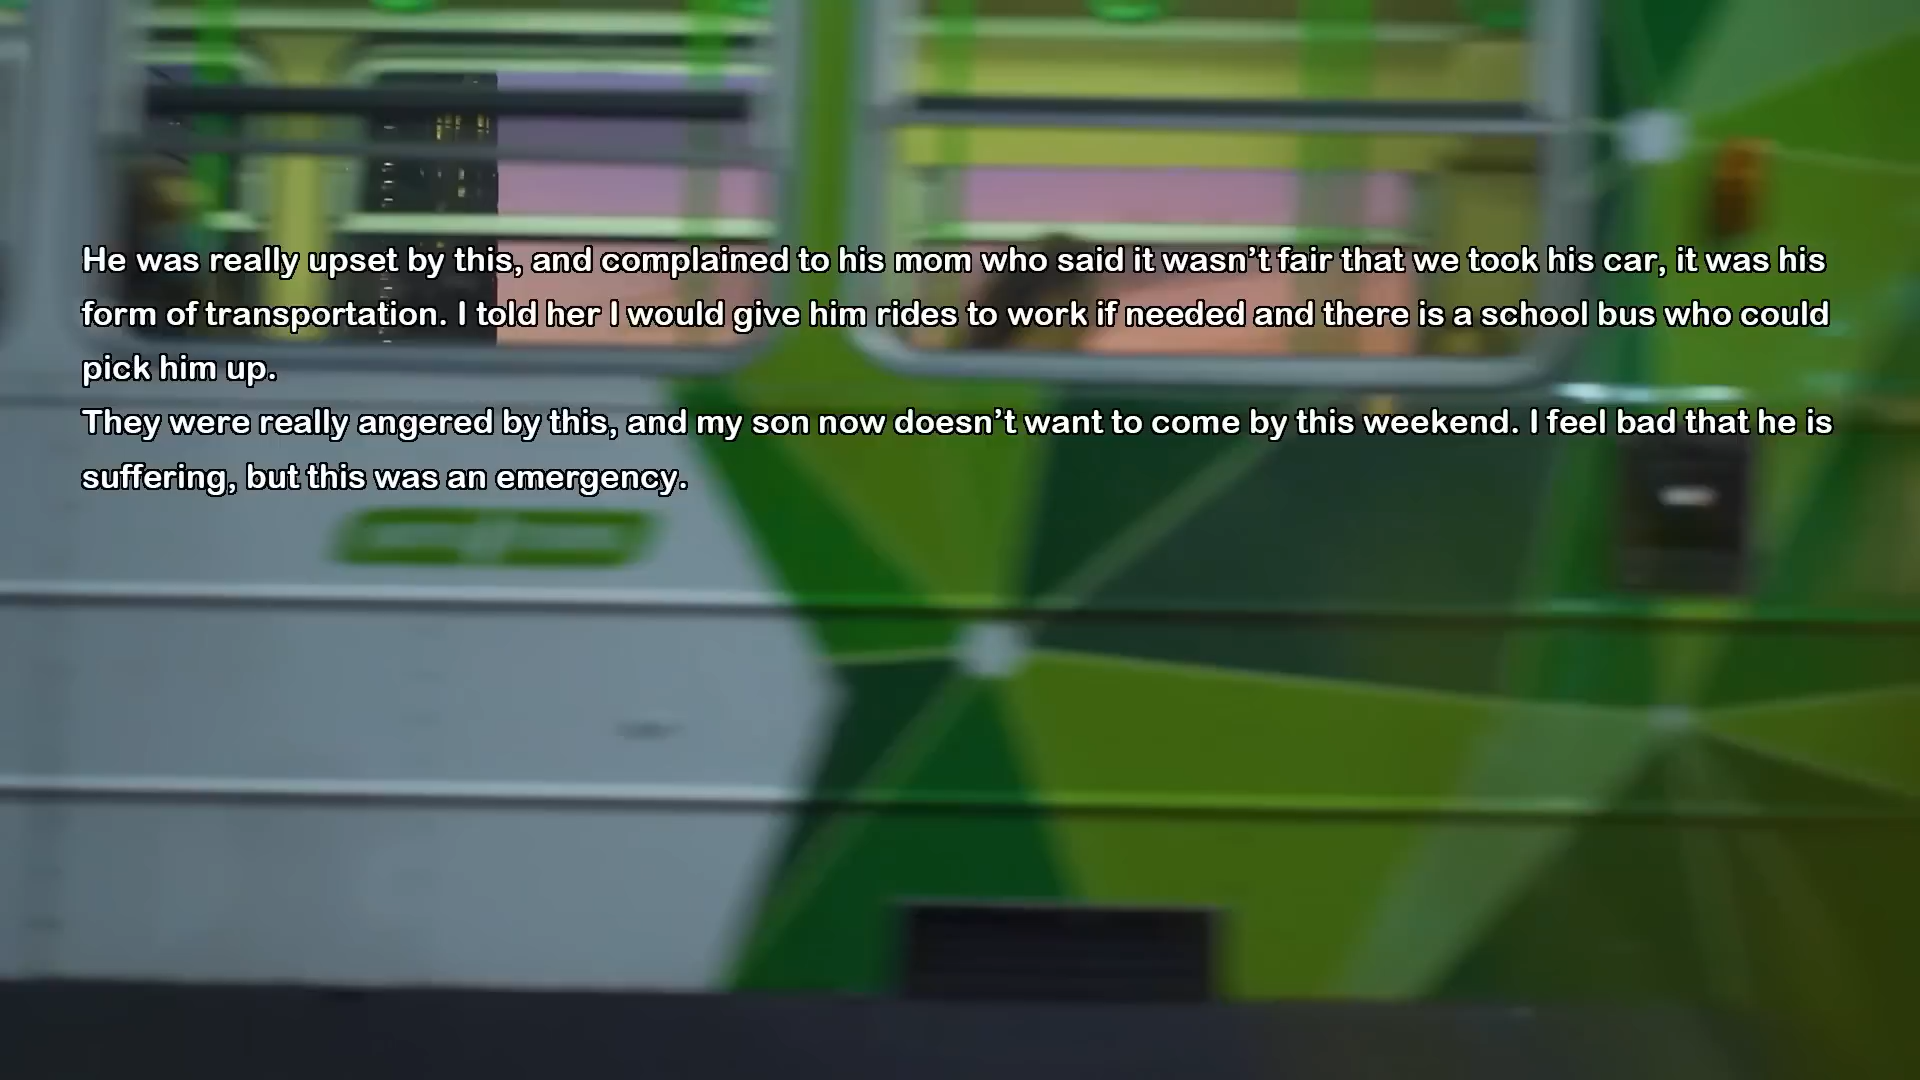 He was really upset by this, and complained to his mom who said it wasn’t fair that we took his car, it was his
form of transportation. I told her I would give him rides to work if needed and there is a school bus who could
pick him up.
They were really angered by this, and my son now doesn’t want to come by this weekend. I feel bad that he is
suffering, but this was an emergency.